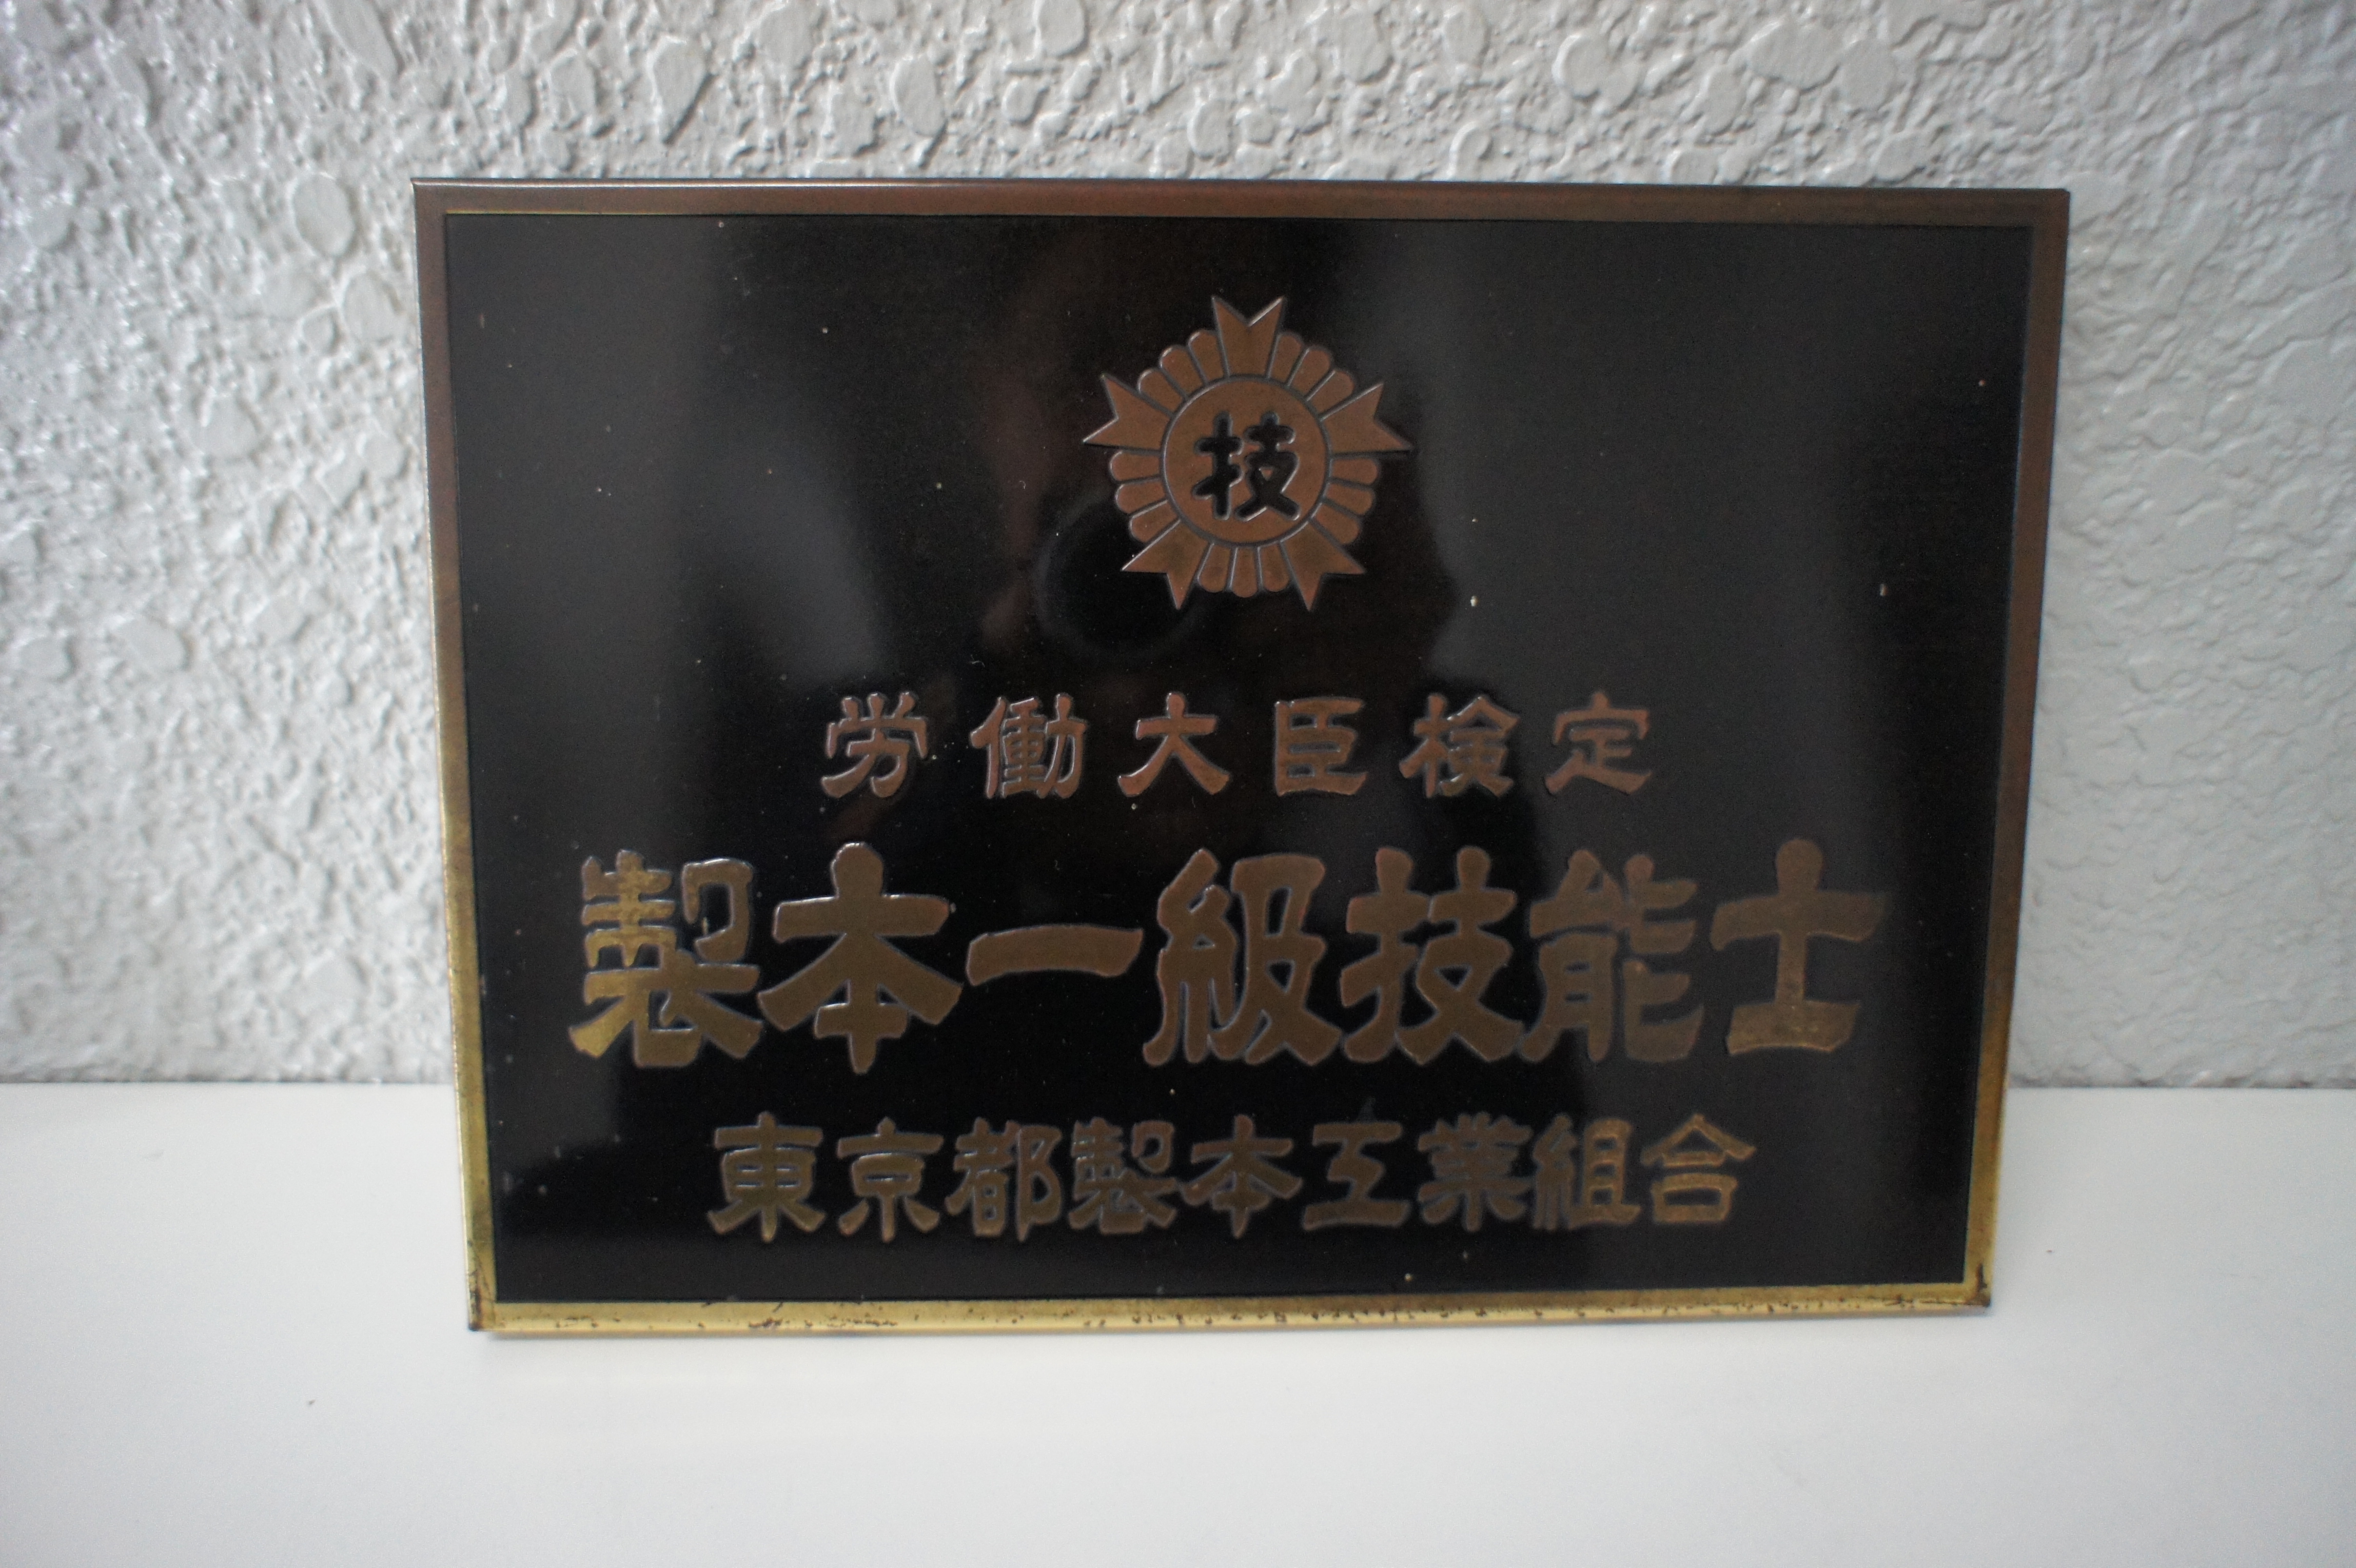 技
労働大臣検定
製本一級技能士
東京都製本工業組合